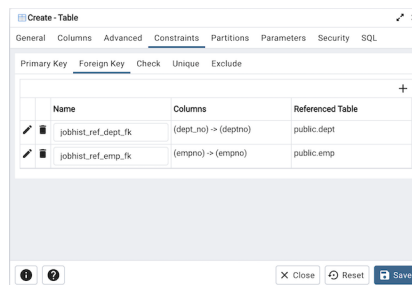 Create - Table
General Columns Advanced Constraints Partitions Parameters Security SQL
Primary Key Foreign Key Check Unique Exclude
Name Columns Referenced Table
jobhist_ref_dept_fk (dept_no) -> (deptno) public.dept
jobhist_ref_emp_fk (empno) -> (empno) public.emp
Close Reset Save